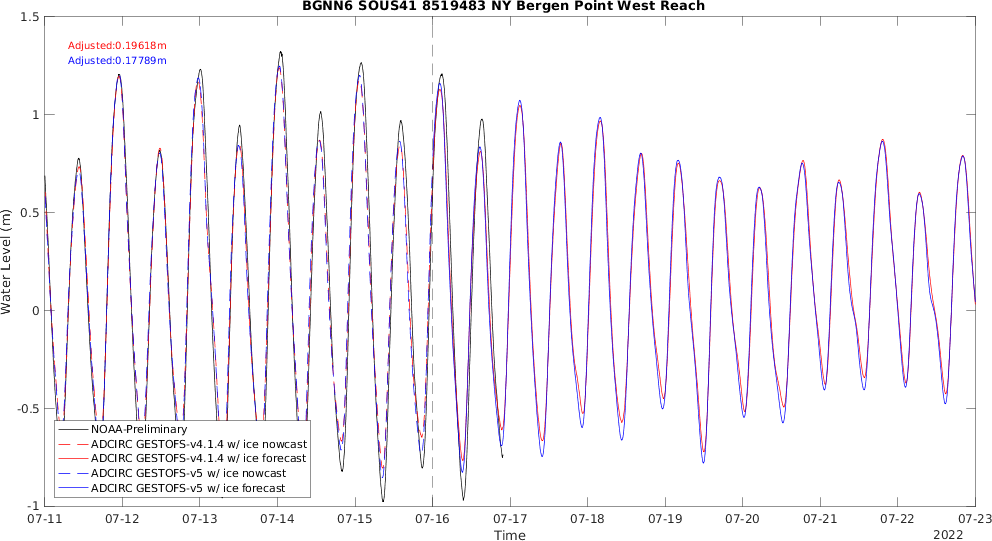 BGNN6 SOUS41 8519483 NY Bergen Point West Reach
Adjusted:0.19618m
Adjusted:0.17789m
Water Level (m)
1.5
1
0.5
0
-0.5
-1
NOAA-Preliminary
ADCIRC GESTOFS-v4.1.4 w/ ice nowcast
ADCIRC GESTOFS-v4.1.4 w/ ice forecast
ADCIRC GESTOFS-v5 w/ ice nowcast
ADCIRC GESTOFS-v5 w/ ice forecast
07-11 07-12 07-13 07-14 07-15 07-16 07-17 07-18 07-19 07-20 07-21 07-22 07-23
Time
2022